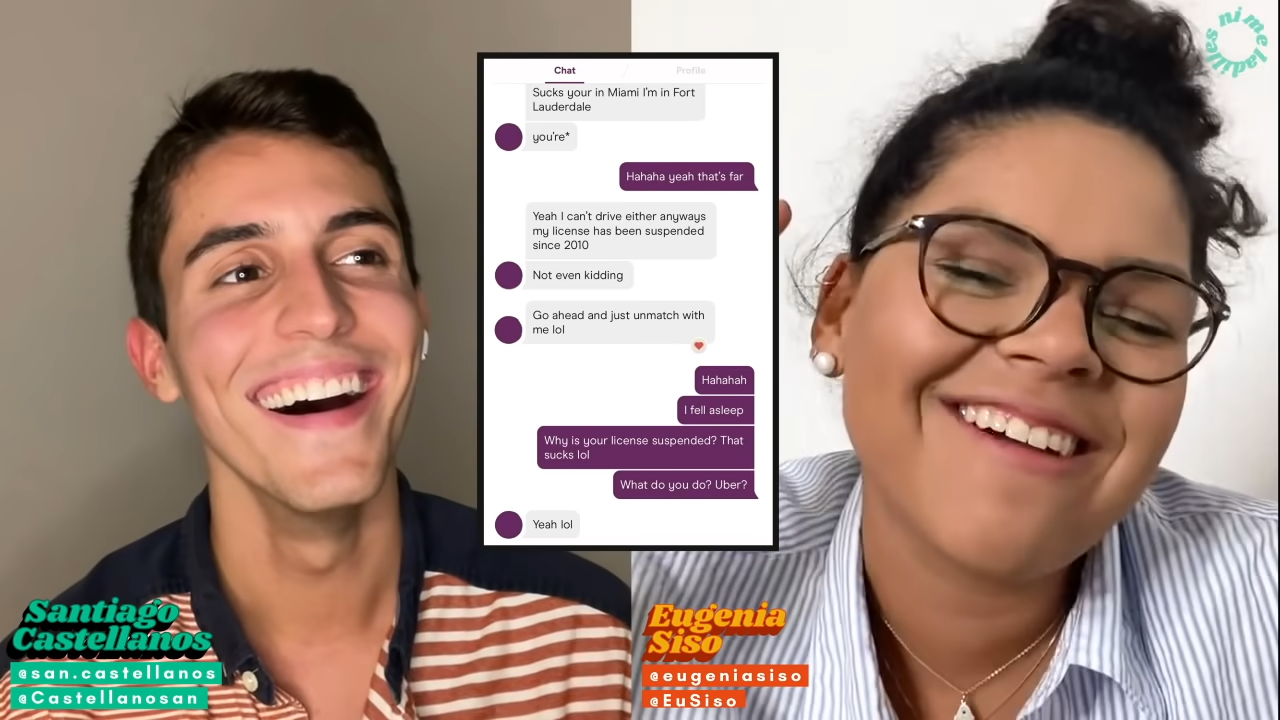 Chat / Profile
Sucks your in Miami I'm in Fort
Lauderdale
you're*
Hahaha yeah that's far
Yeah I can't drive either anyways
my license has been suspended
since 2010
Not even kidding
Go ahead and just unmatch with
me lol
Hahahah
I fell asleep
Why is your license suspended? That
sucks lol
What do you do? Uber?
Yeah lol
ni me ladilles
Santiago
Castellanos
@san.castellanos
@Castellanosan
Eugenia
Siso
@eugeniasiso
@EuSiso